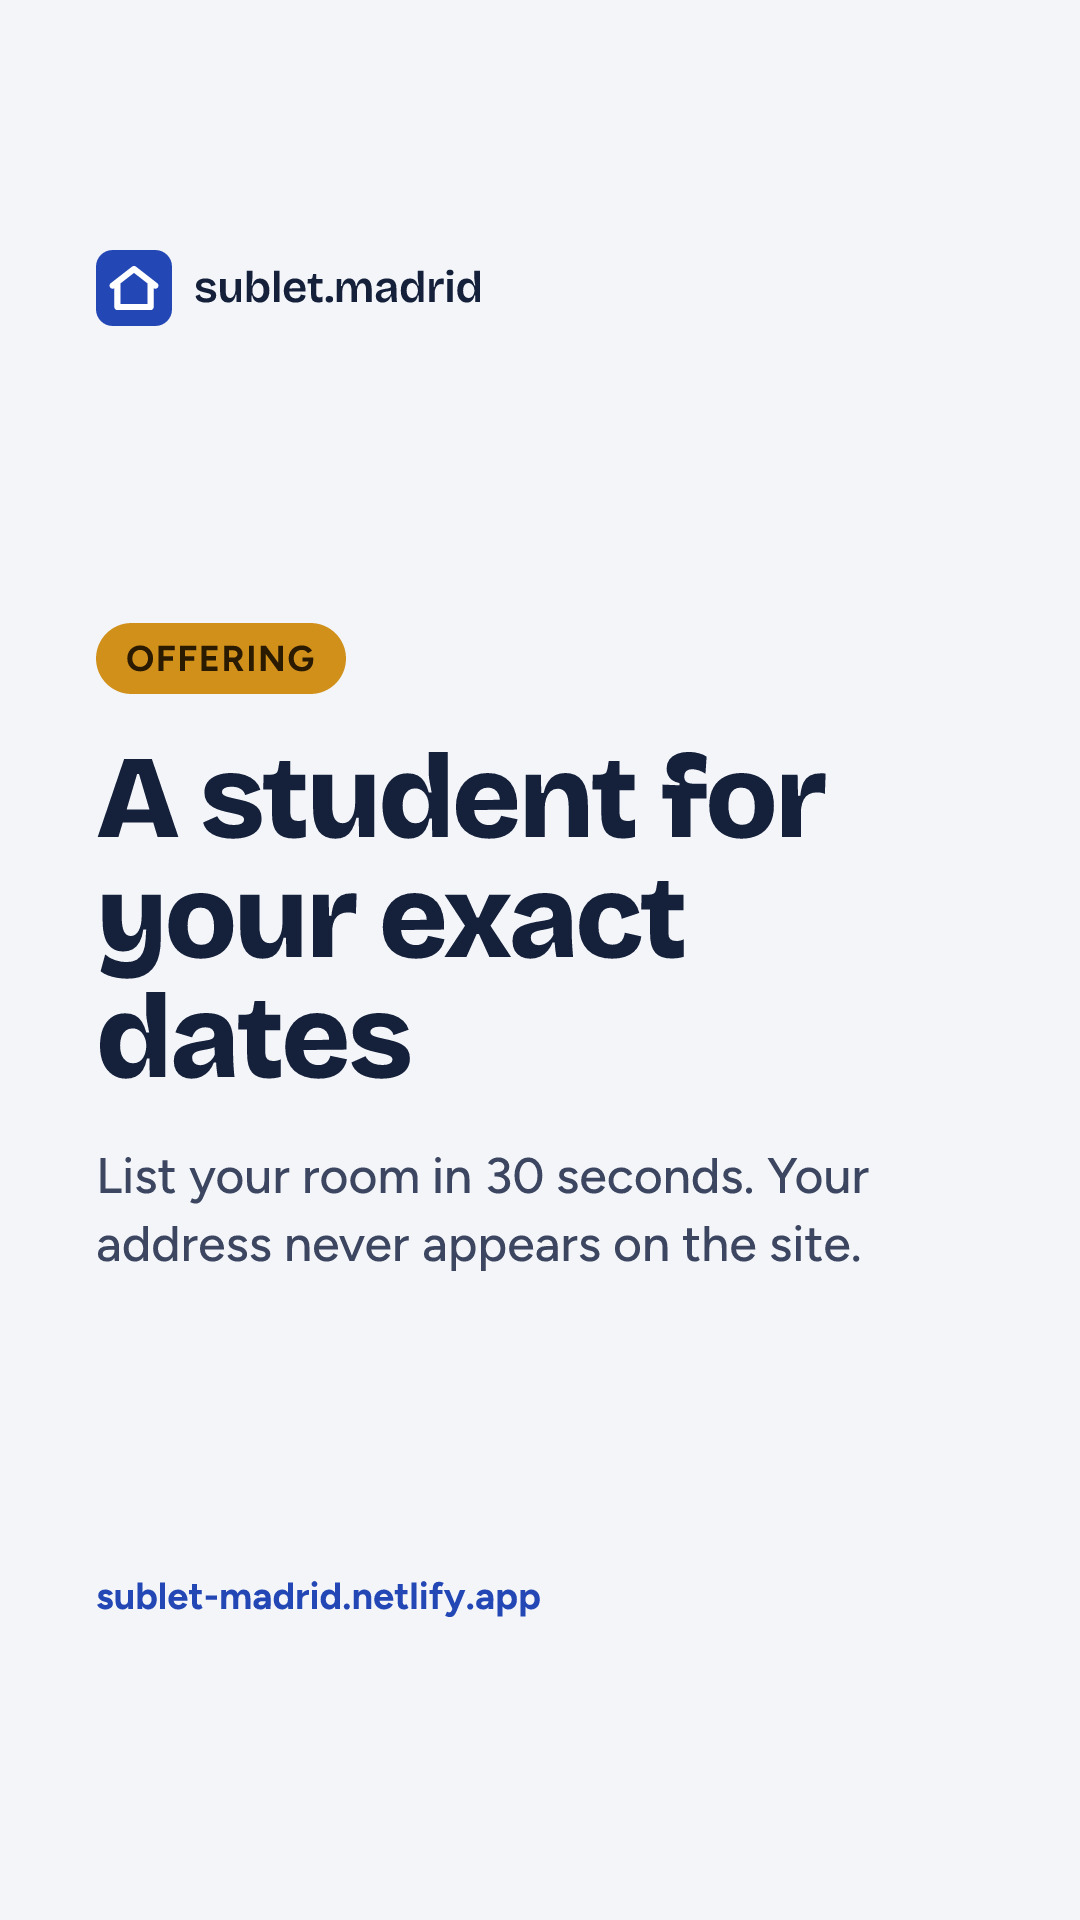 sublet.madrid
OFFERING
A student for
your exact
dates
List your room in 30 seconds. Your
address never appears on the site.
sublet-madrid.netlify.app